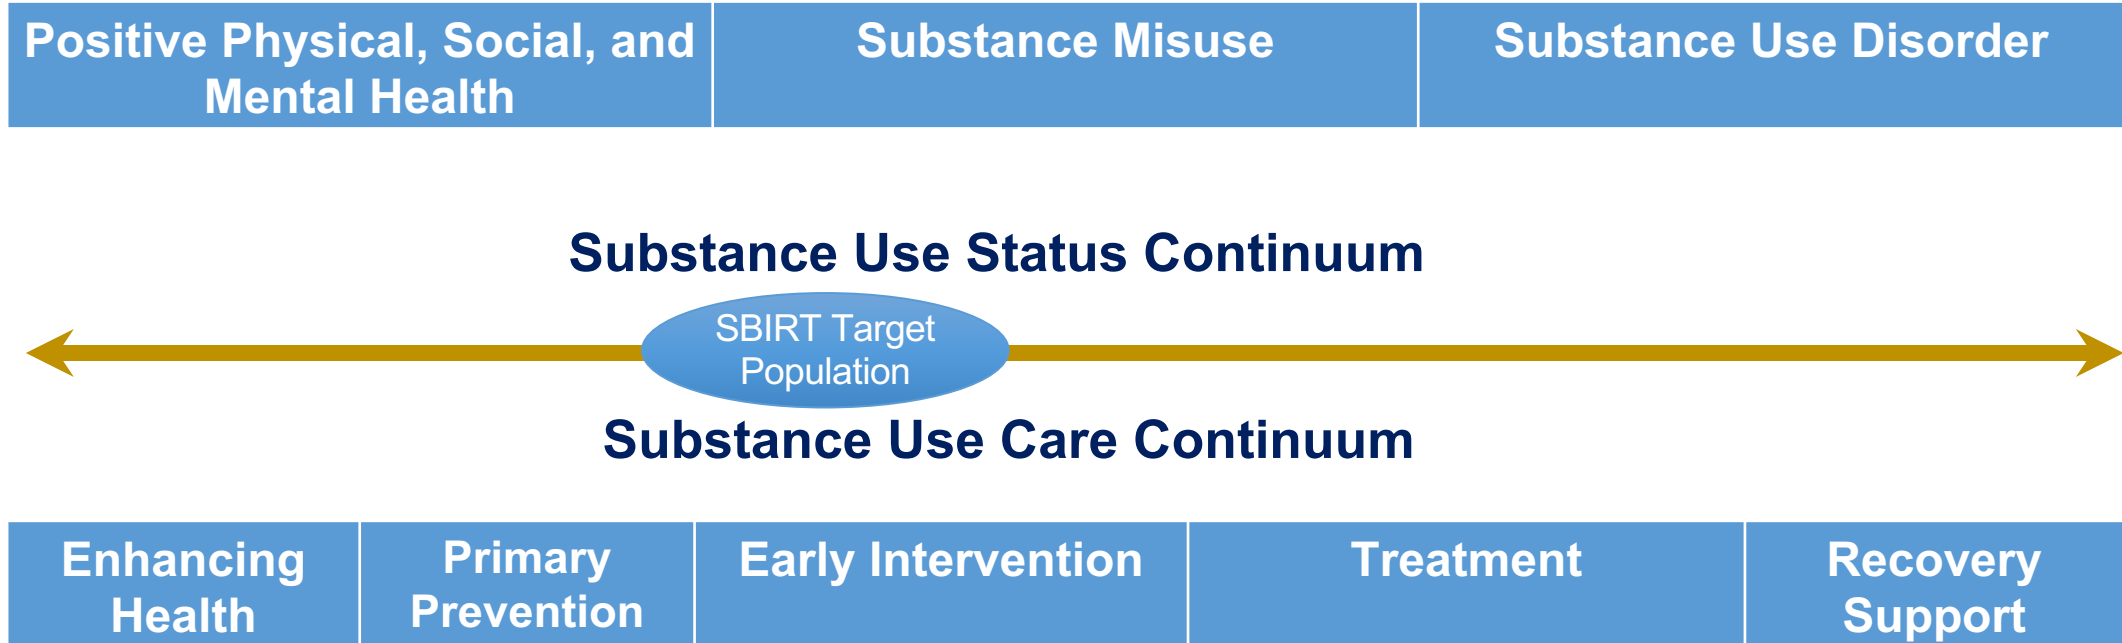 Positive Physical, Social, and
Mental Health
Substance Misuse
Substance Use Disorder
Substance Use Status Continuum
SBIRT Target
Population
Substance Use Care Continuum
Enhancing
Health
Primary
Prevention
Early Intervention
Treatment
Recovery
Support